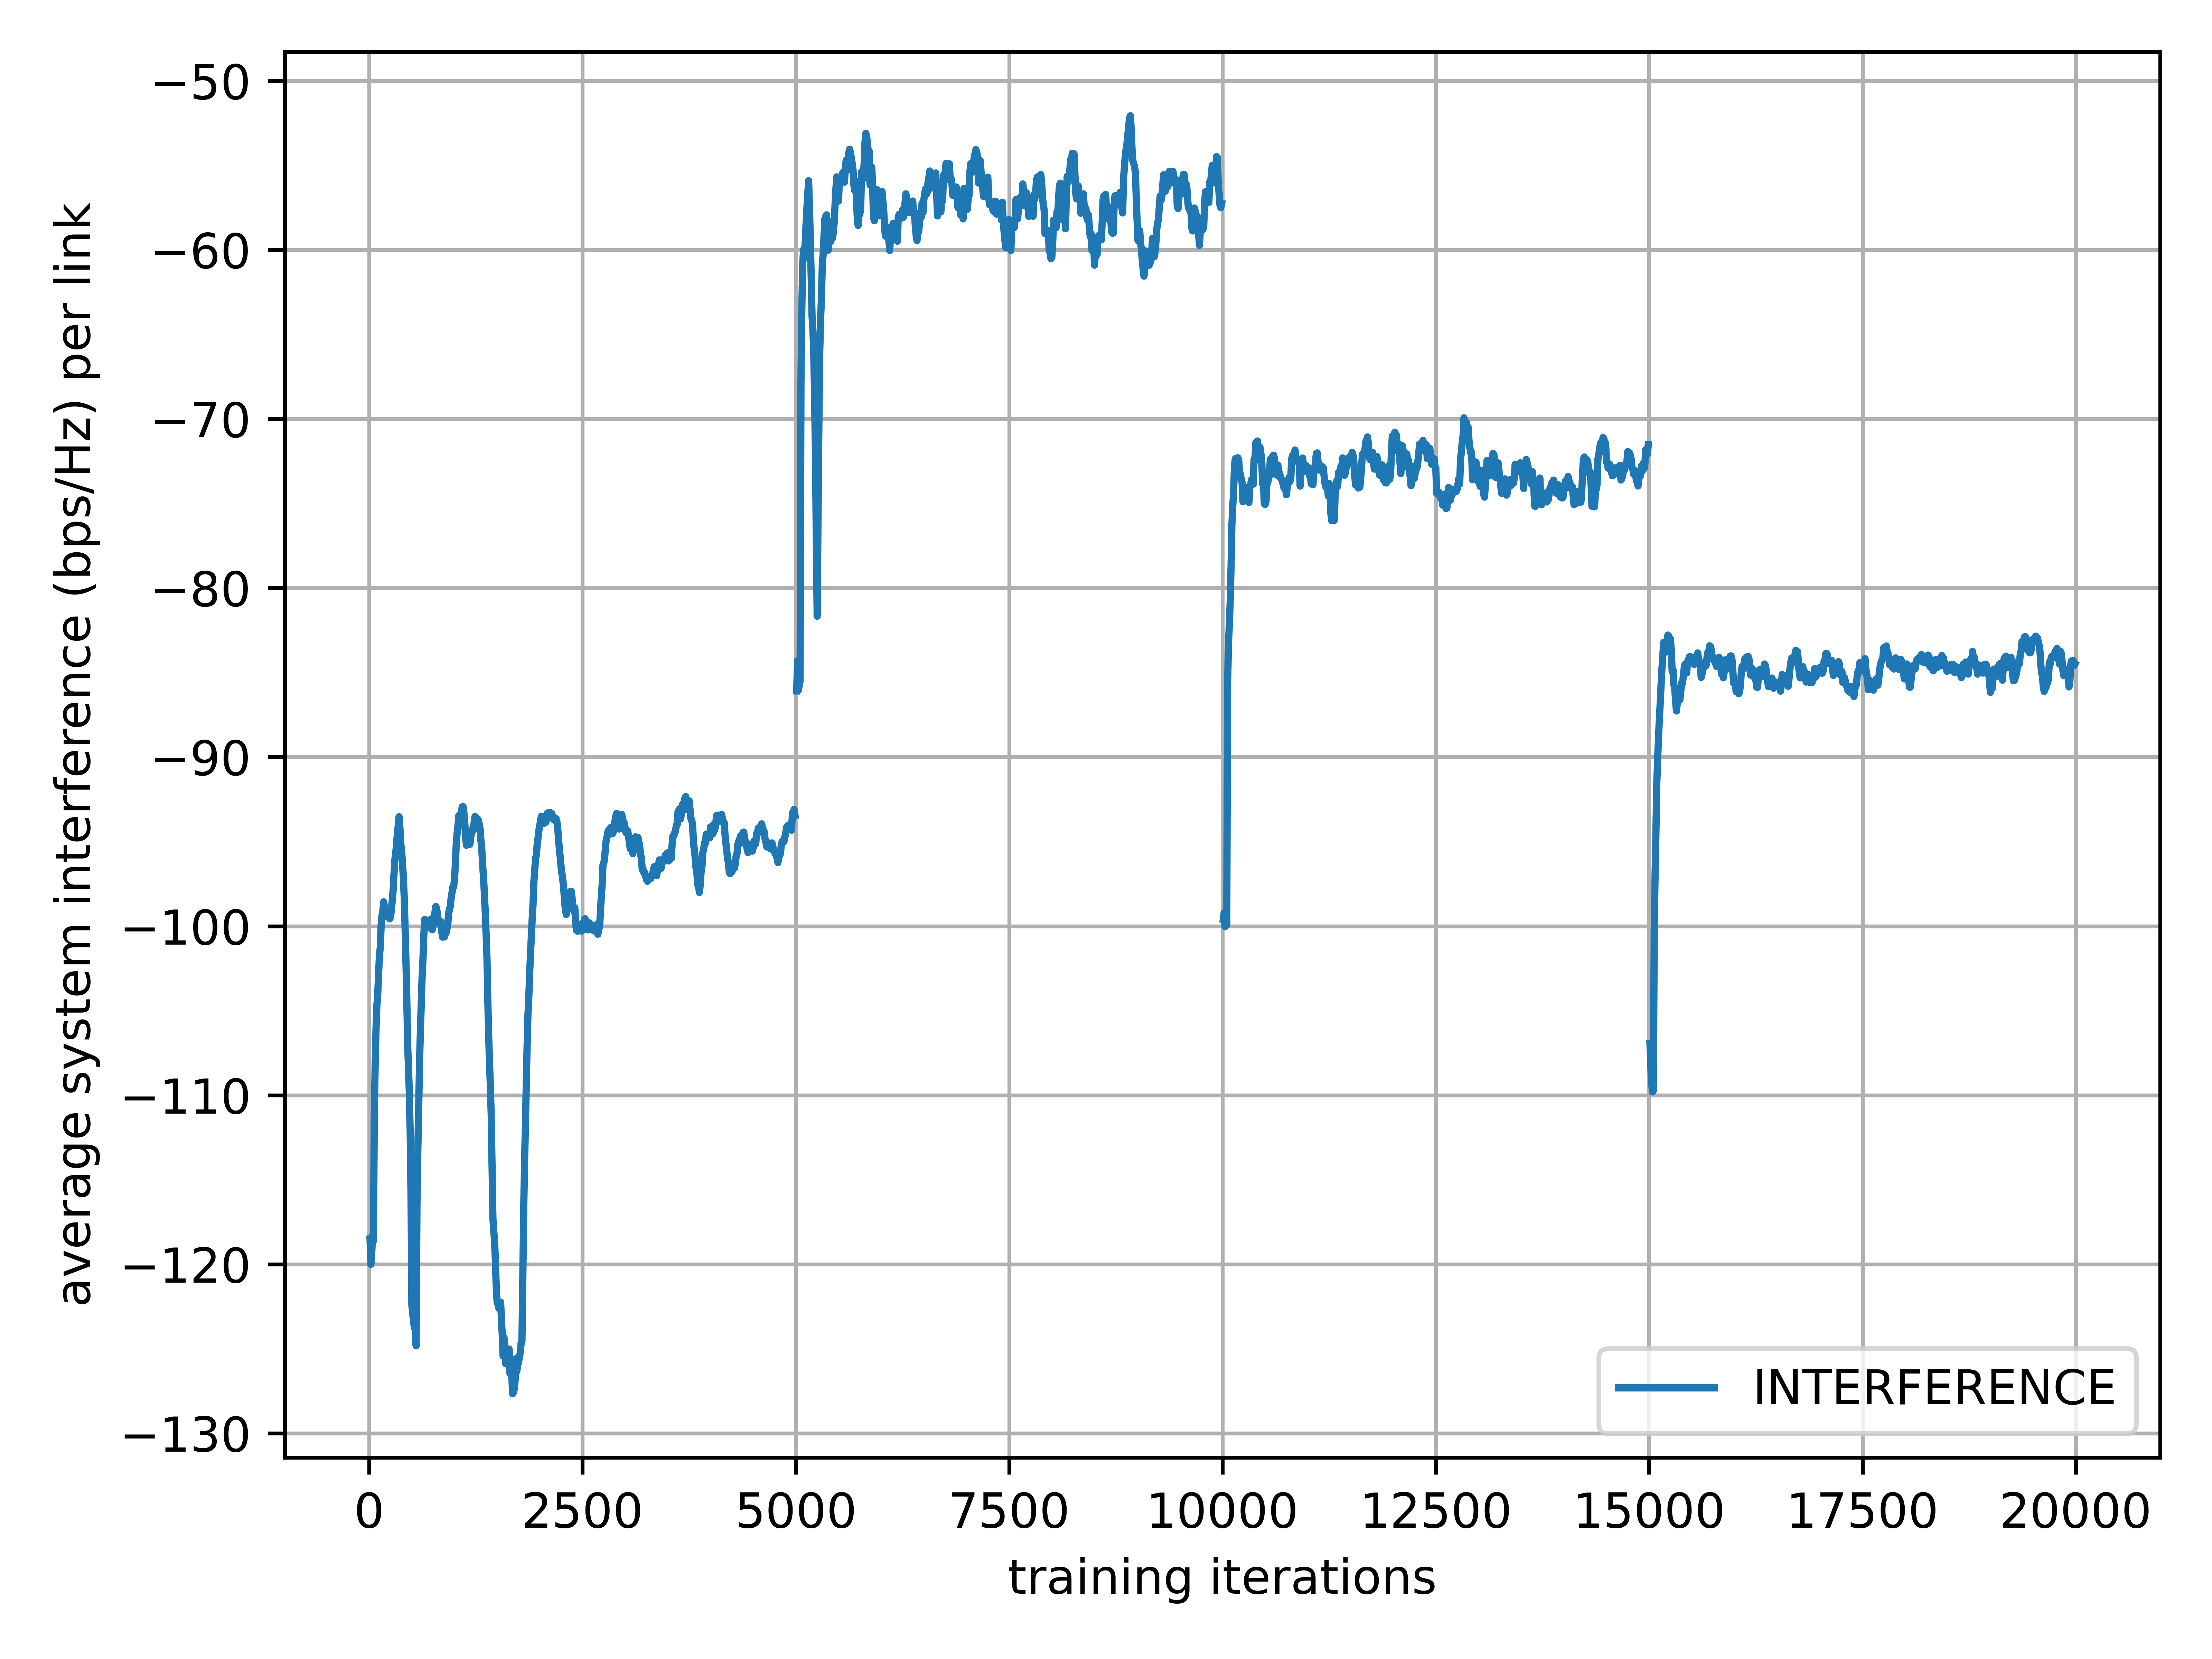 average system interference (bps/Hz) per link
−50
−60
−70
−80
−90
−100
−110
−120
−130
INTERFERENCE
0 2500 5000 7500 10000 12500 15000 17500 20000
training iterations